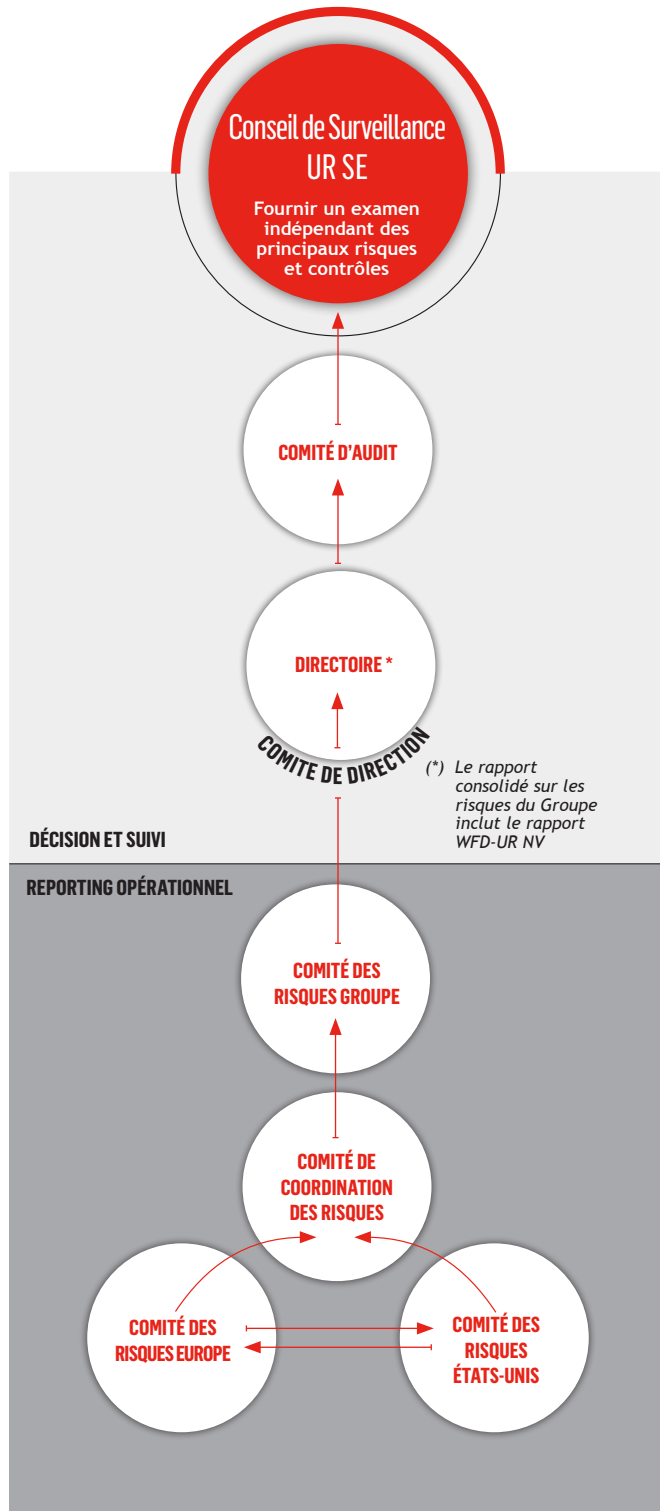 Conseil de Surveillance
UR SE
Fournir un examen
indépendant des
principaux risques
et contrôles
COMITÉ D'AUDIT
DIRECTOIRE *
COMITE DE DIRECTION
(*) Le rapport
consolidé sur les
risques du Groupe
inclut le rapport
WFD-UR NV
DÉCISION ET SUIVI
REPORTING OPÉRATIONNEL
COMITÉ DES
RISQUES GROUPE
COMITÉ DE
COORDINATION
DES RISQUES
COMITÉ DES
RISQUES EUROPE
COMITÉ DES
RISQUES
ÉTATS-UNIS